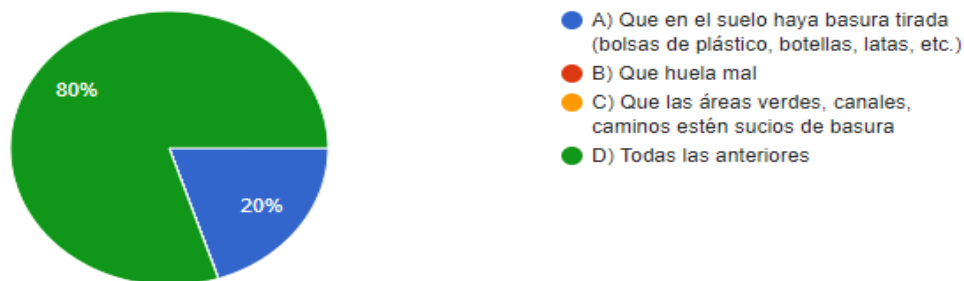 80%
20%
A) Que en el suelo haya basura tirada
(bolsas de plástico, botellas, latas, etc.)
B) Que huela mal
C) Que las áreas verdes, canales,
caminos estén sucios de basura
D) Todas las anteriores